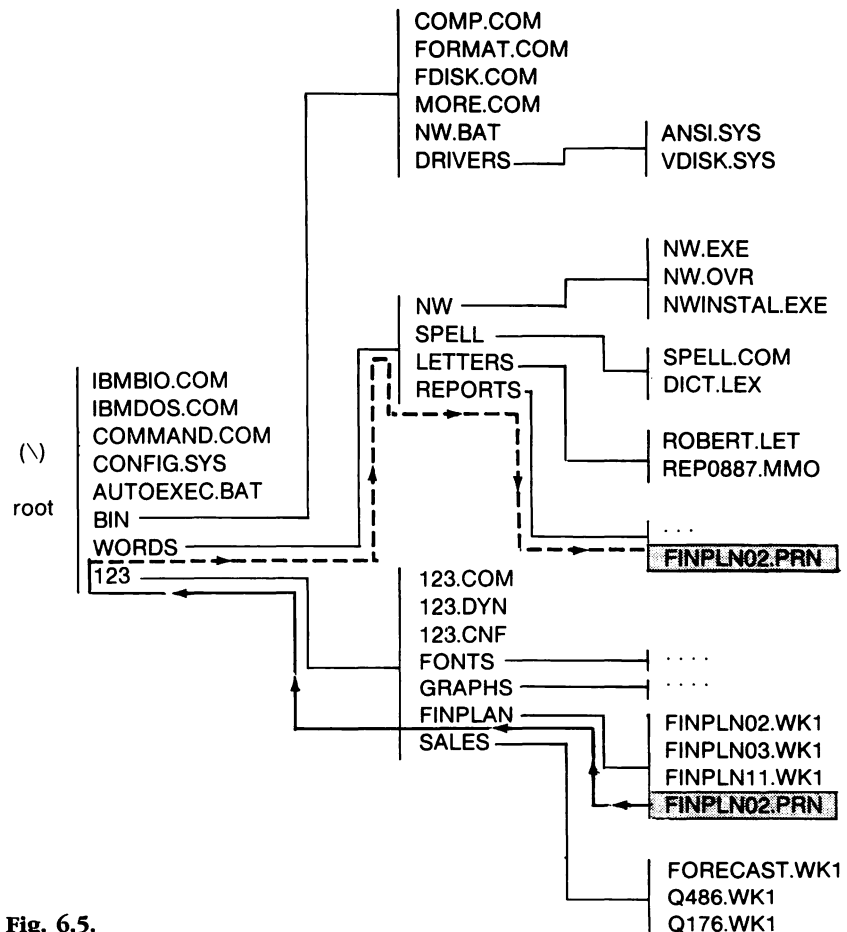 COMP.COM
FORMAT.COM
FDISK.COM
MORE.COM
NW.BAT
DRIVERS
ANSI.SYS
VDISK.SYS
NW
SPELL
LETTERS
REPORTS
NW.EXE
NW.OVR
NWINSTAL.EXE
SPELL.COM
DICT.LEX
ROBERT.LET
REP0887.MMO
. . .
FINPLN02.PRN
(\)
root
IBMBIO.COM
IBMDOS.COM
COMMAND.COM
CONFIG.SYS
AUTOEXEC.BAT
BIN
WORDS
123
123.COM
123.DYN
123.CNF
FONTS
GRAPHS
FINPLAN
SALES
. . . .
. . . .
FINPLN02.WK1
FINPLN03.WK1
FINPLN11.WK1
FINPLN02.PRN
FORECAST.WK1
Q486.WK1
Q176.WK1
Fig. 6.5.